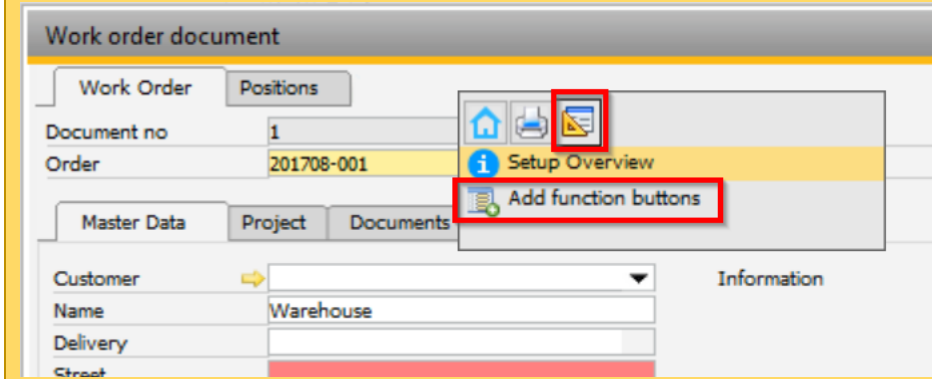 Work order document
Work Order Positions
Document no 1
Order 201708-001
Setup Overview
Add function buttons
Master Data Project Documents
Customer Information
Name Warehouse
Delivery
Street